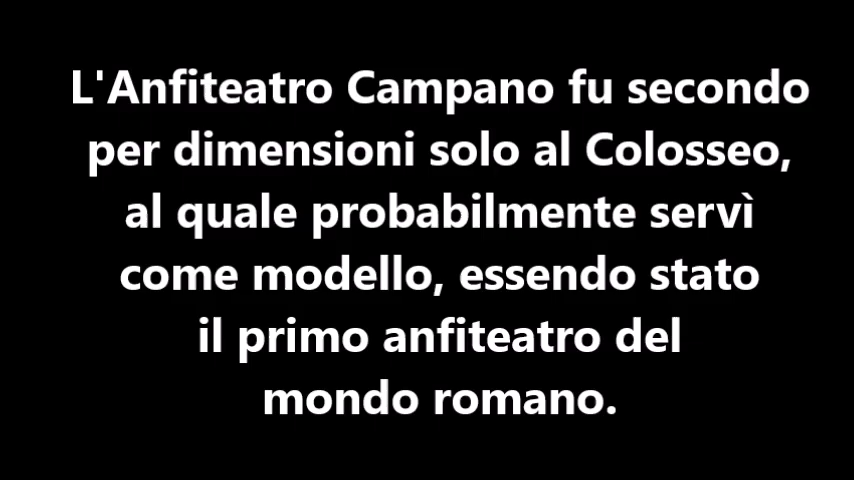 L'Anfiteatro Campano fu secondo
per dimensioni solo al Colosseo,
al quale probabilmente servì
come modello, essendo stato
il primo anfiteatro del
mondo romano.